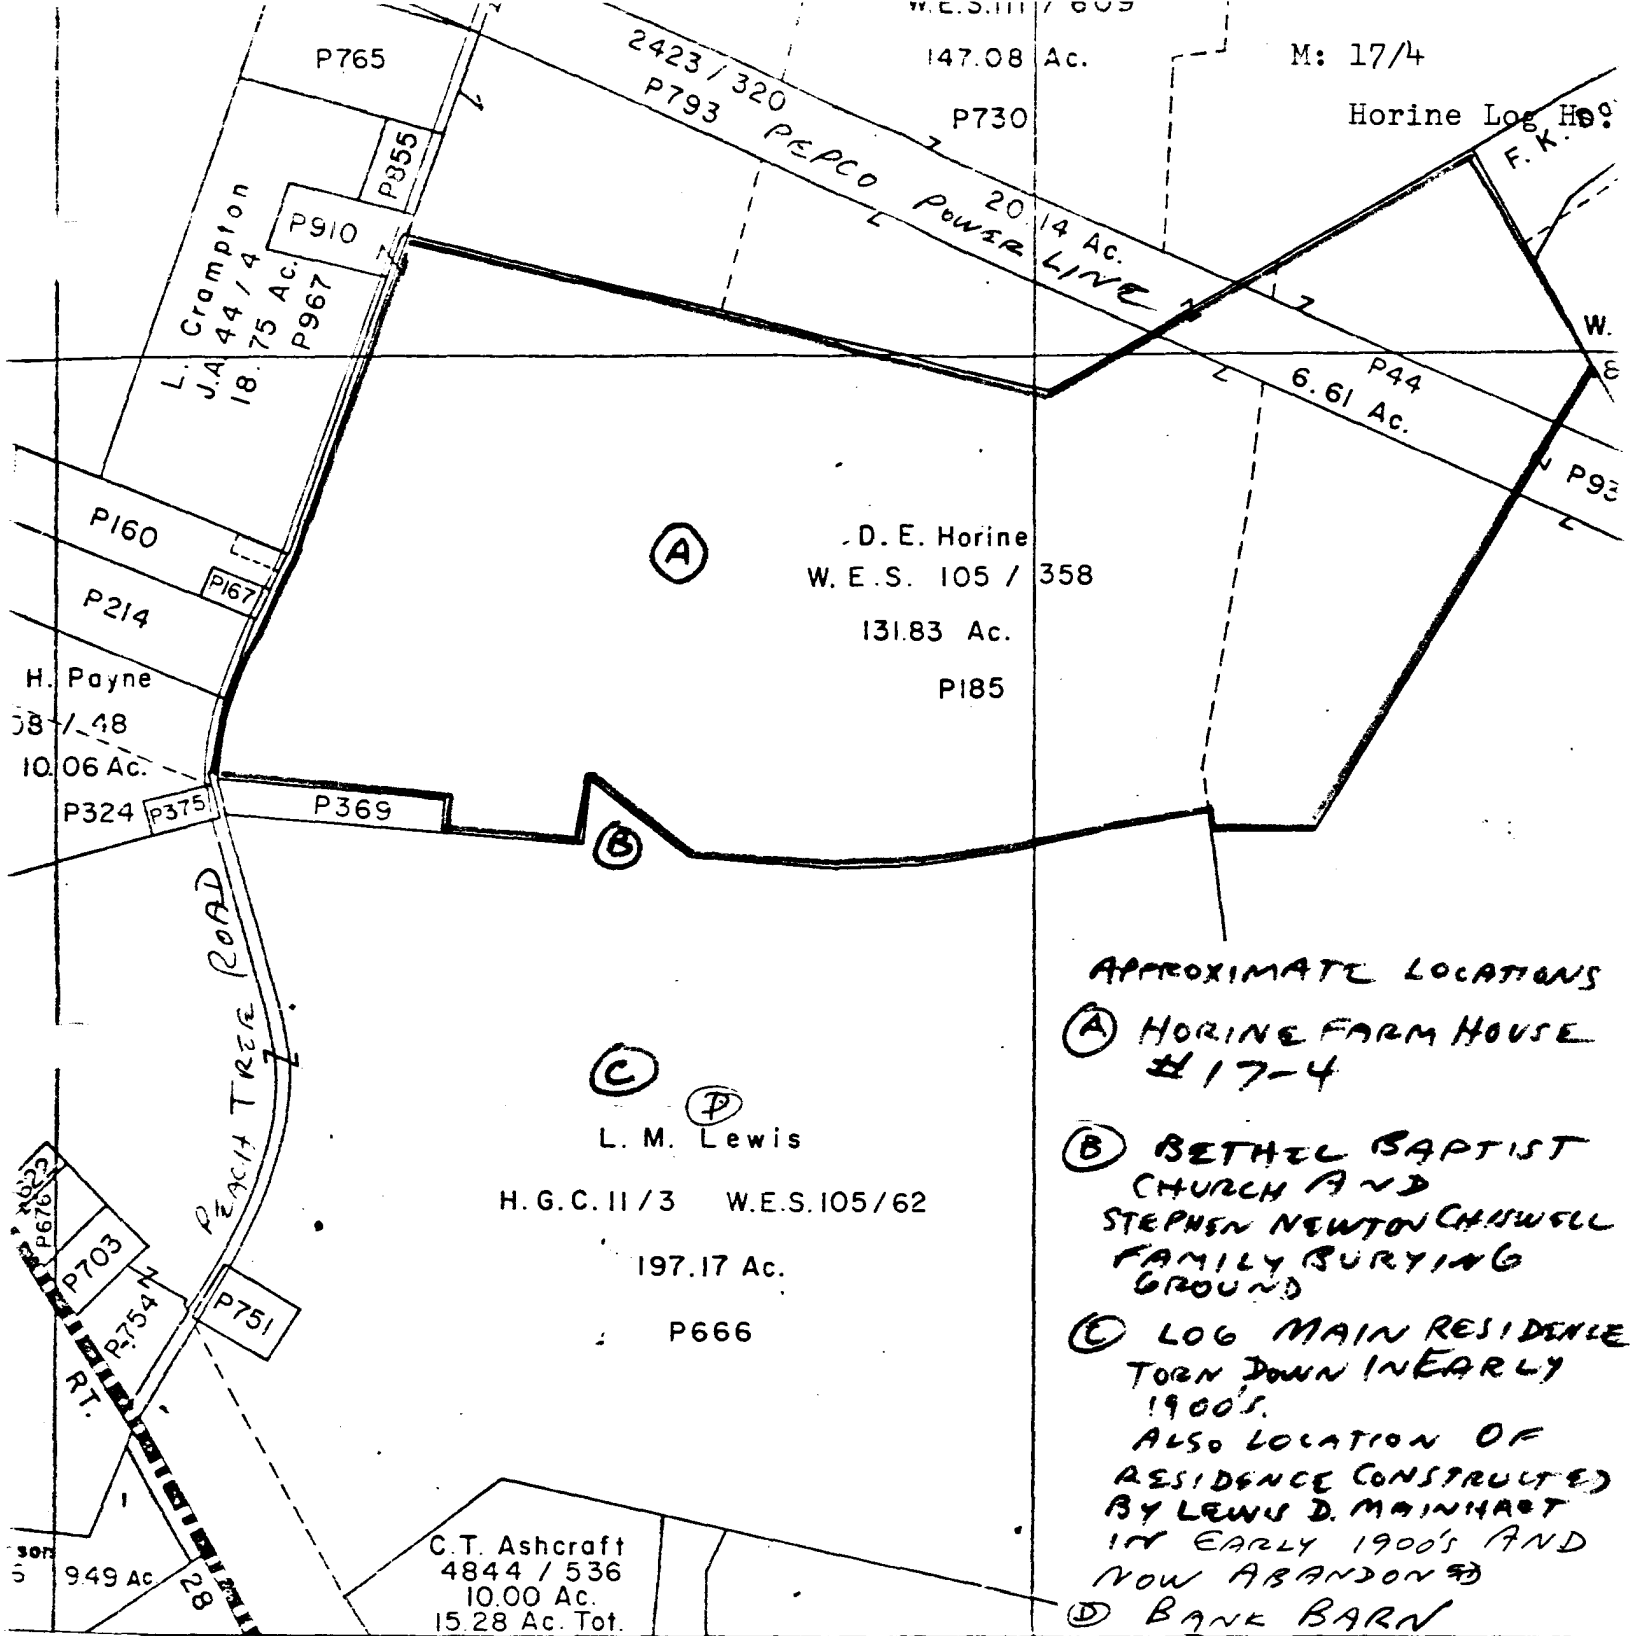 W.E.S.111 / 609
147.08 Ac.
P730
M: 17/4
Horine Log Ho.
P765
2423 / 320
P793
PEPCO POWER LINE
20.14 Ac.
F. K.
P855
P910
L. Crampton
J.A. 44 / 4
18.75 Ac.
P967
W.
&
P44
6.61 Ac.
P93
P160
P167
P214
A
D. E. Horine
W. E. S. 105 / 358
131.83 Ac.
P185
H. Payne
/ 48
10.06 Ac.
P324
P375
P369
B
PEACH TREE ROAD
C
D
L. M. Lewis
H. G. C. 11 / 3 W.E.S. 105 / 62
197.17 Ac.
P666
P676
P703
P754
P751
RT.
28
son
9.49 Ac
C.T. Ashcraft
4844 / 536
10.00 Ac.
15.28 Ac. Tot.
APPROXIMATE LOCATIONS
A HORINE FARM HOUSE
# 17-4
B BETHEL BAPTIST
CHURCH AND
STEPHEN NEWTON CHISWELL
FAMILY BURYING
GROUND
C LOG MAIN RESIDENCE
TORN DOWN IN EARLY
1900's.
ALSO LOCATION OF
RESIDENCE CONSTRUCTED
BY LEWIS D. MAINHART
IN EARLY 1900's AND
NOW ABANDONED
D BANK BARN